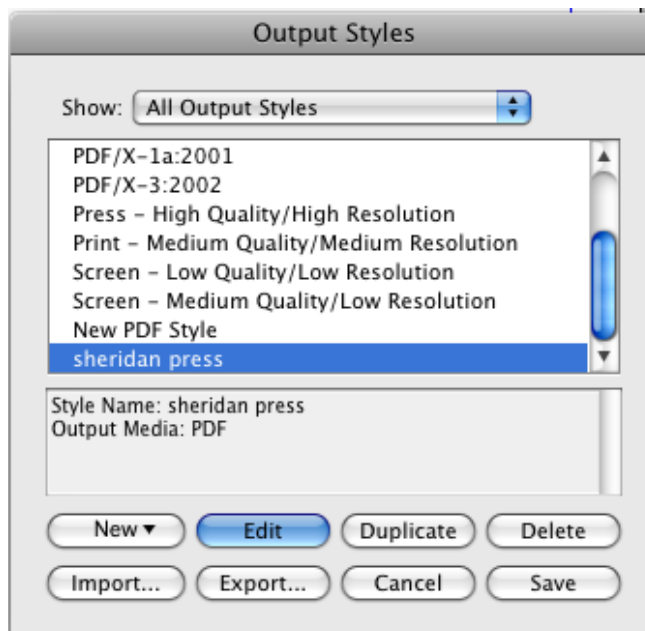 Output Styles
Show: All Output Styles
PDF/X-1a:2001
PDF/X-3:2002
Press - High Quality/High Resolution
Print - Medium Quality/Medium Resolution
Screen - Low Quality/Low Resolution
Screen - Medium Quality/Low Resolution
New PDF Style
sheridan press
Style Name: sheridan press
Output Media: PDF
New Edit Duplicate Delete
Import... Export... Cancel Save